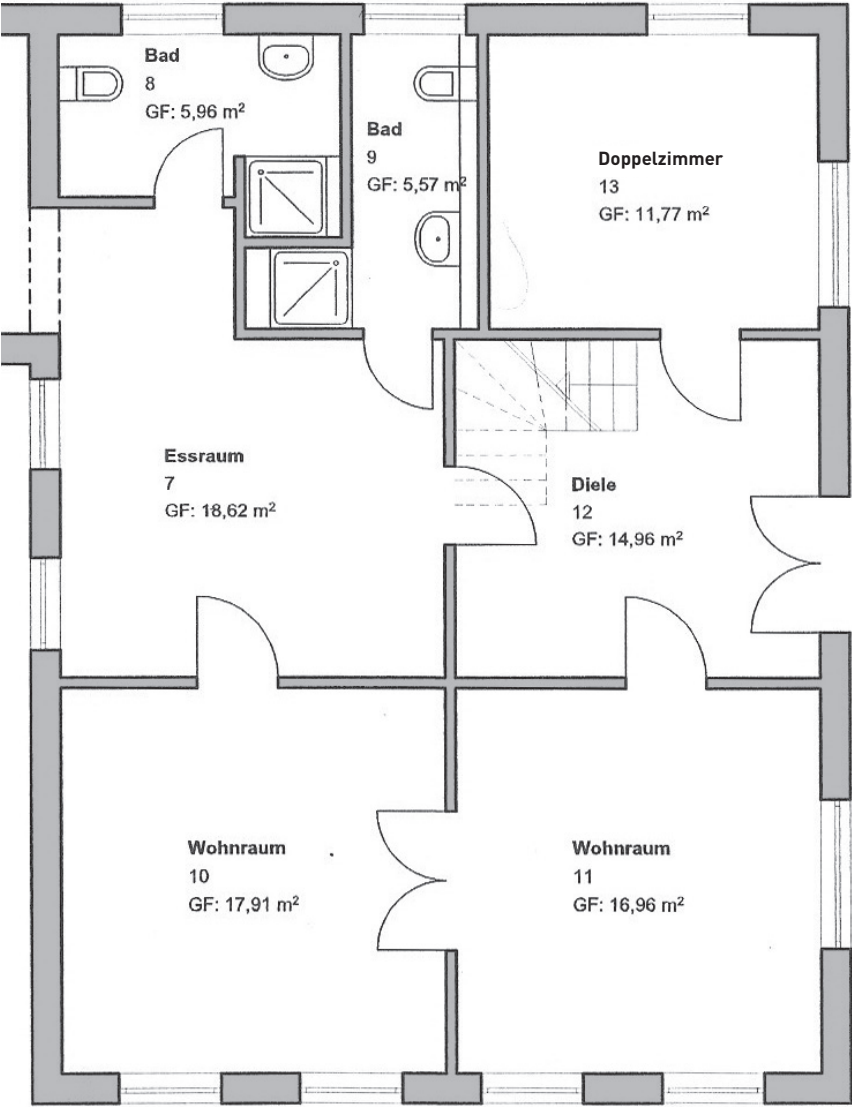 Bad
8
GF: 5,96 m²
Bad
9
GF: 5,57 m²
Doppelzimmer
13
GF: 11,77 m²
Essraum
7
GF: 18,62 m²
Diele
12
GF: 14,96 m²
Wohnraum
10
GF: 17,91 m²
Wohnraum
11
GF: 16,96 m²